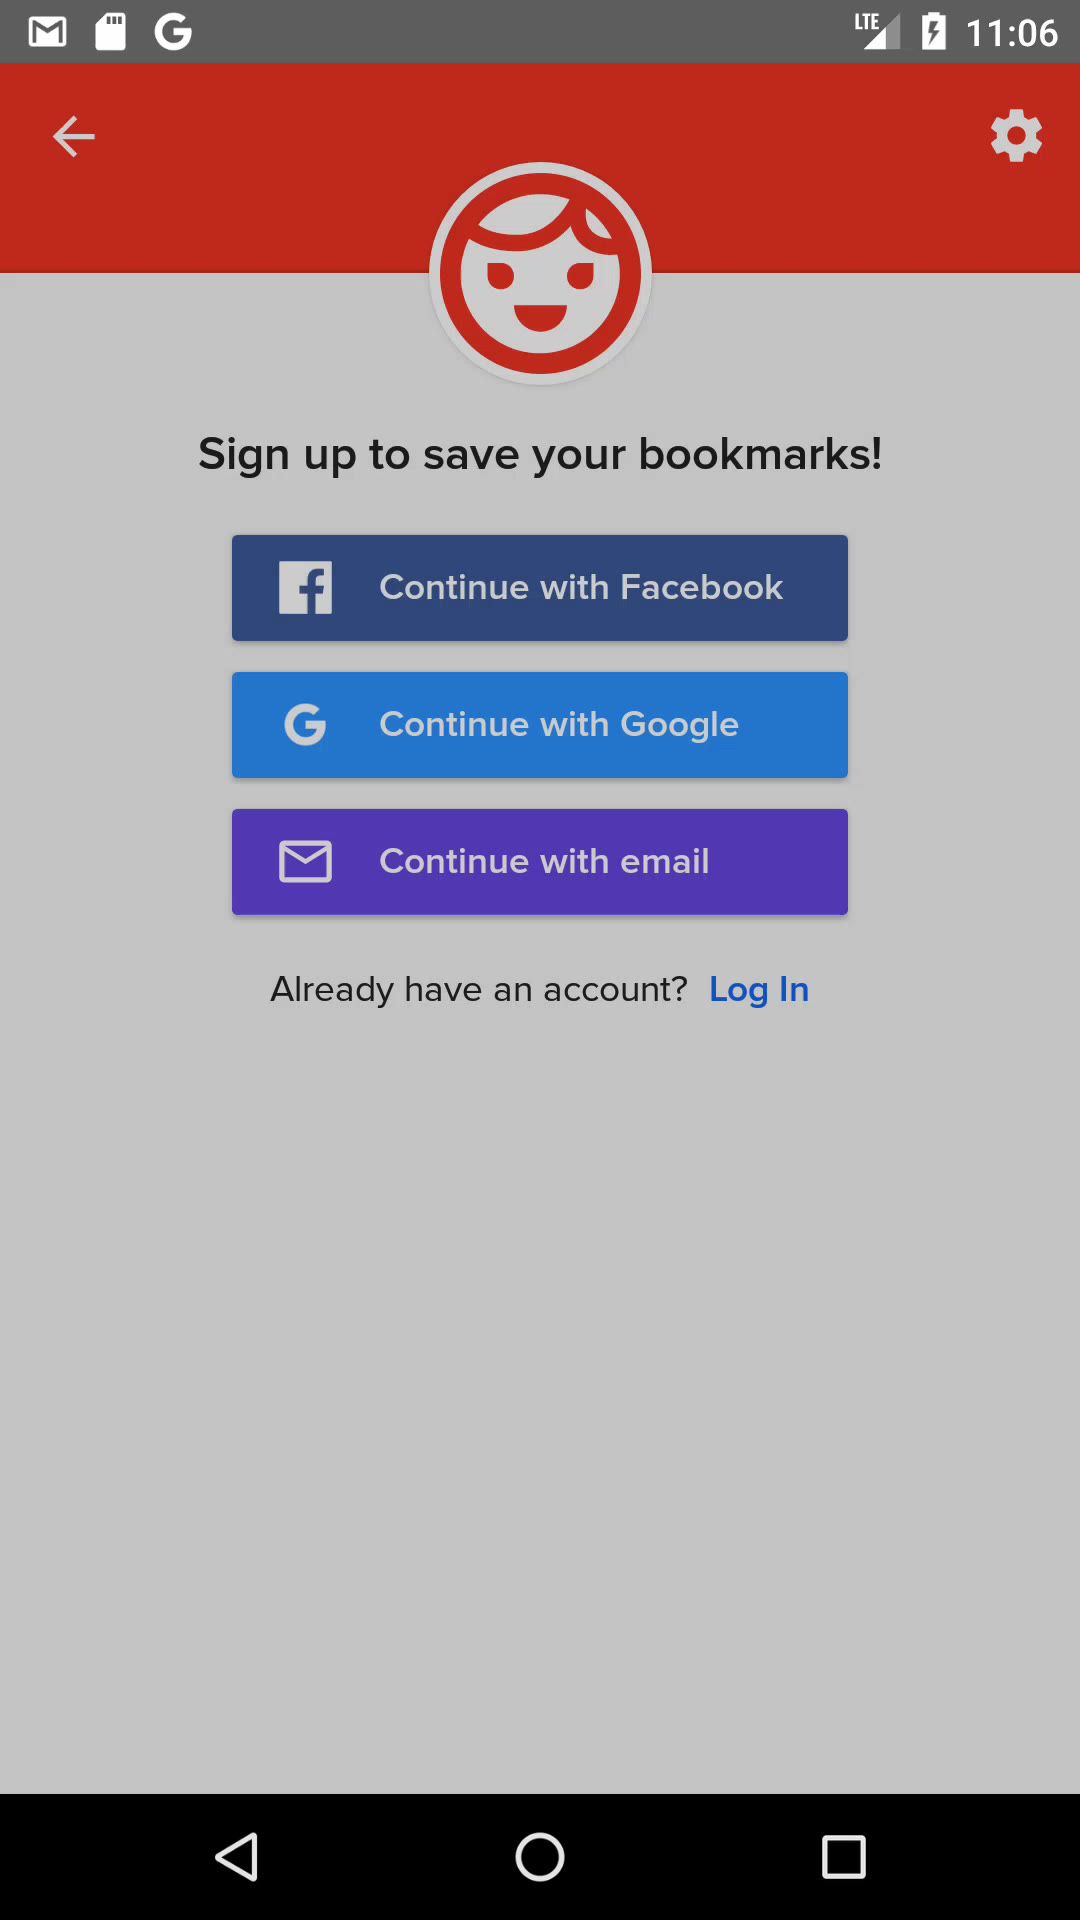 LTE 11:06
Sign up to save your bookmarks!
Continue with Facebook
Continue with Google
Continue with email
Already have an account? Log In